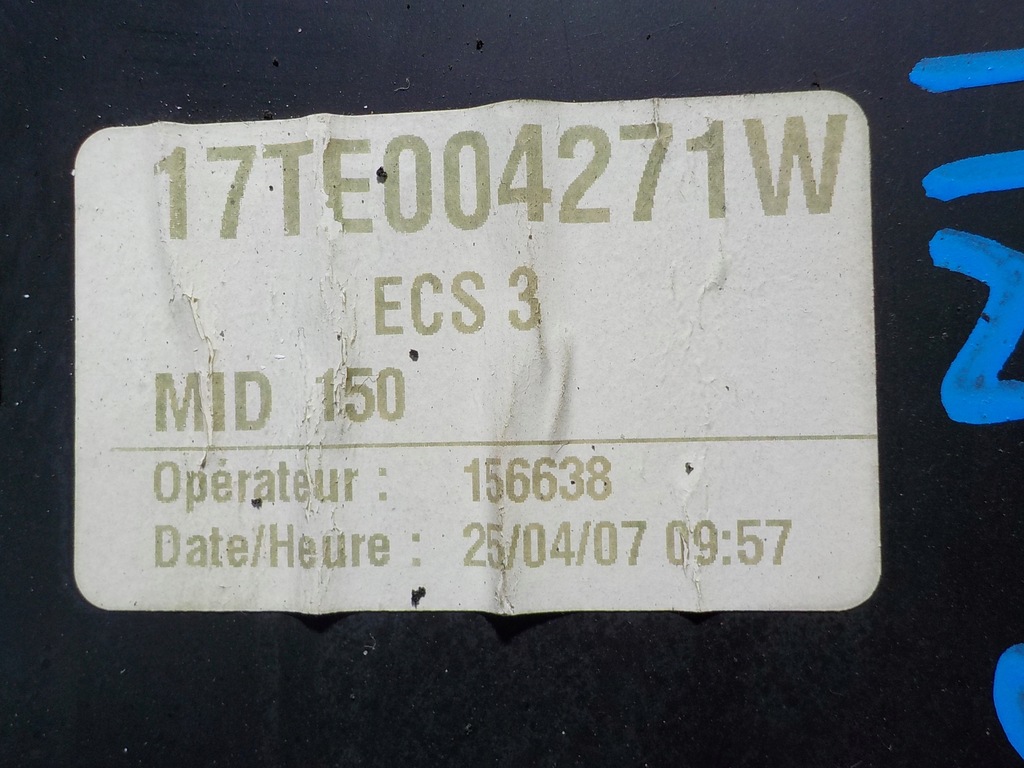 17TE004271W
ECS 3
MID 150
Opérateur : 156638
Date/Heure : 25/04/07 09:57